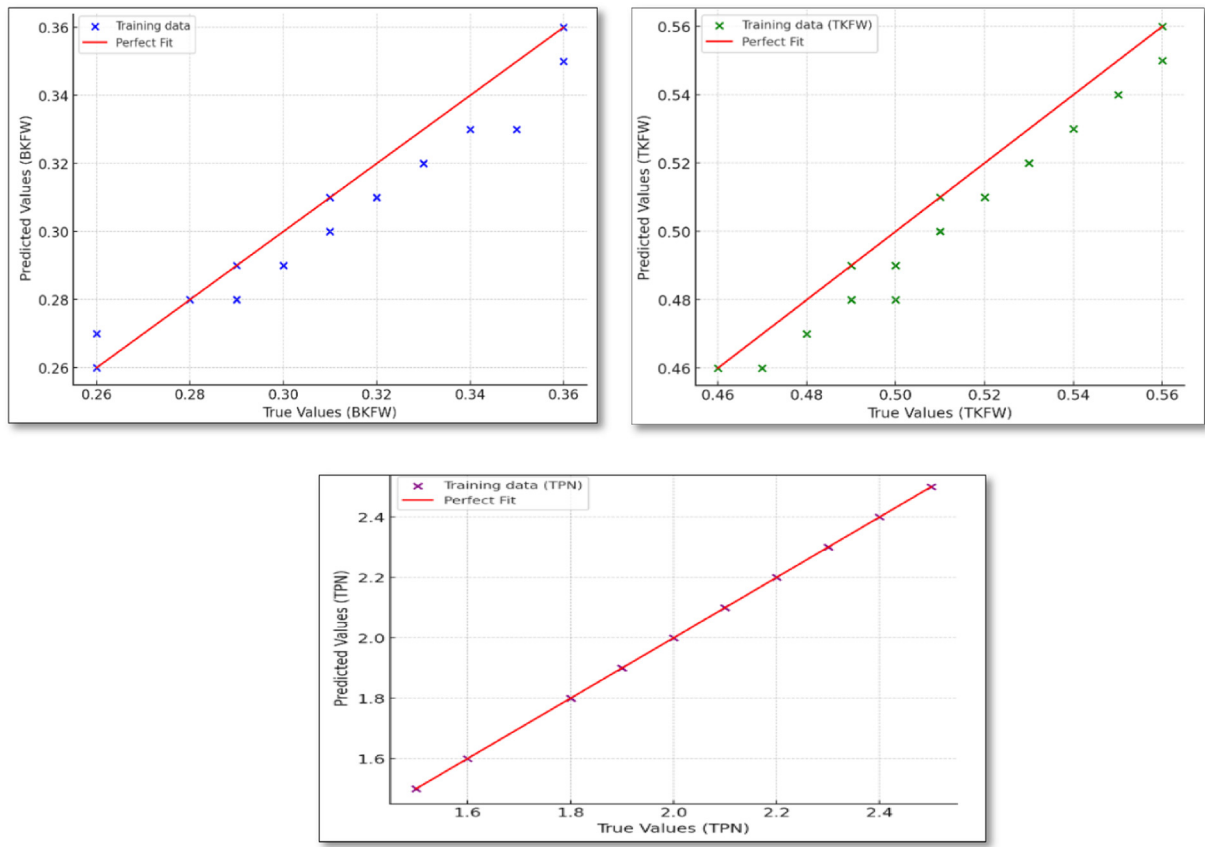 Training data
Perfect Fit
0.36
0.34
0.32
0.30
0.28
0.26
Predicted Values (BKFW)
0.26 0.28 0.30 0.32 0.34 0.36
True Values (BKFW)
Training data (TKFW)
Perfect Fit
0.56
0.54
0.52
0.50
0.48
0.46
Predicted Values (TKFW)
0.46 0.48 0.50 0.52 0.54 0.56
True Values (TKFW)
Training data (TPN)
Perfect Fit
2.4
2.2
2.0
1.8
1.6
Predicted Values (TPN)
1.6 1.8 2.0 2.2 2.4
True Values (TPN)